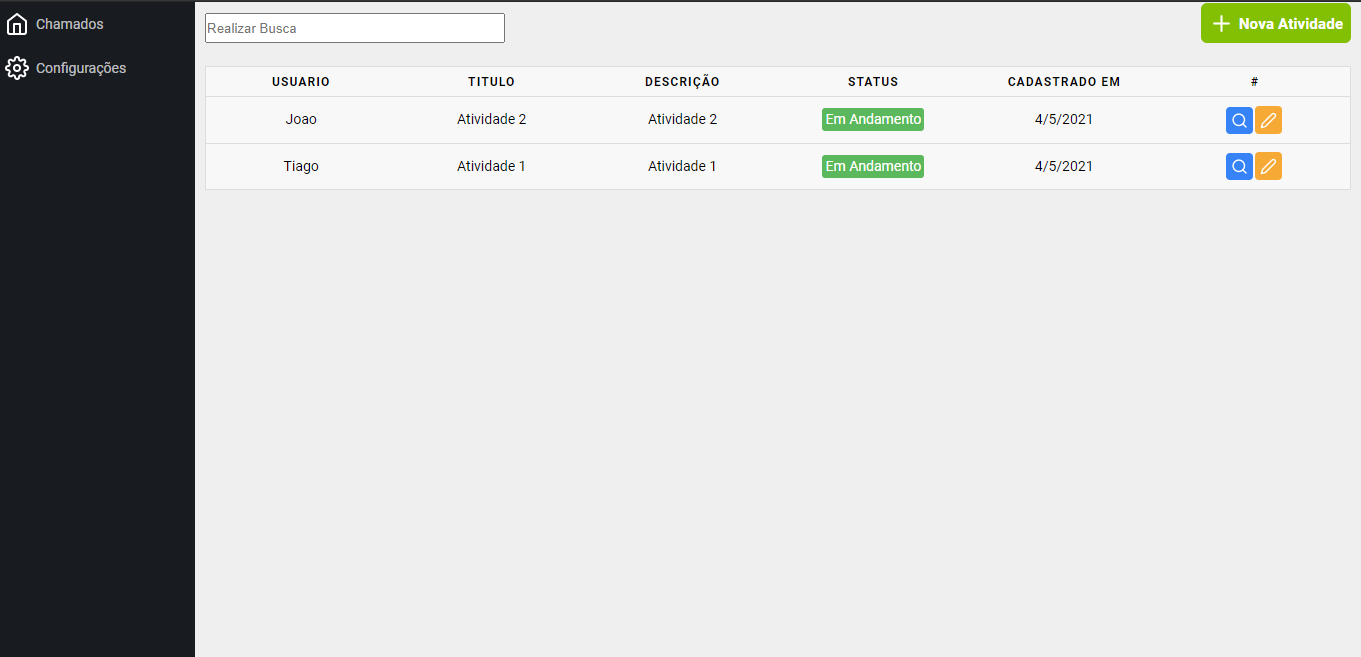 Chamados
Configurações
Realizar Busca
Nova Atividade
USUARIO TITULO DESCRIÇÃO STATUS CADASTRADO EM #
Joao Atividade 2 Atividade 2 Em Andamento 4/5/2021
Tiago Atividade 1 Atividade 1 Em Andamento 4/5/2021